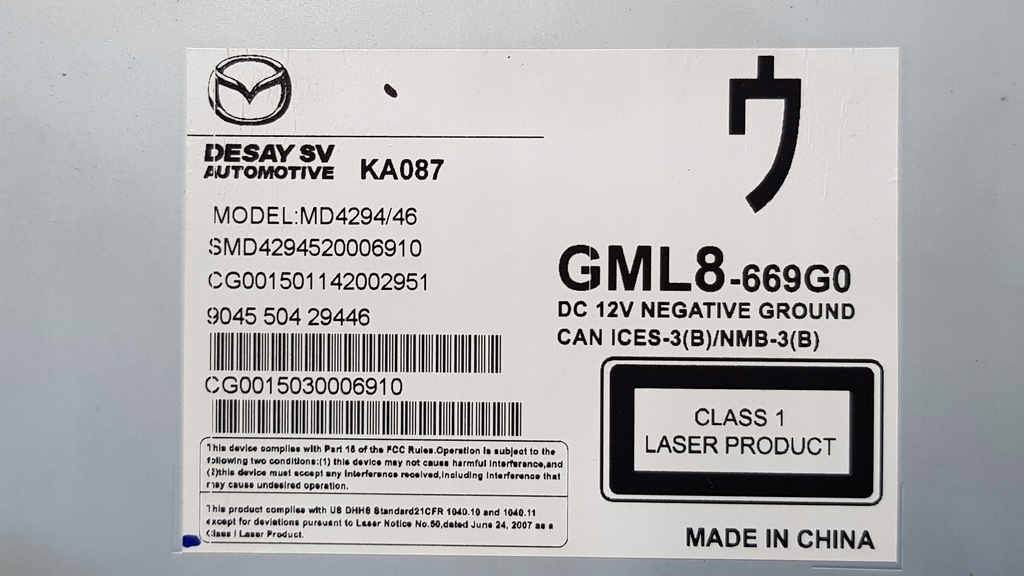 DESAY SV
AUTOMOTIVE KA087
MODEL:MD4294/46
SMD4294520006910
CG001501142002951
9045 504 29446
CG0015030006910
This device complies with Part 15 of the FCC Rules.Operation is subject to the
following two conditions:(1) this device may not cause harmful interference,and
(2)this device must accept any interference received,including interference that
may cause undesired operation.
This product complies with US DHHS Standard21CFR 1040.10 and 1040.11
except for deviations pursuant to Laser Notice No.50,dated June 24, 2007 as a
Class I Laser Product.
ウ
GML8-669G0
DC 12V NEGATIVE GROUND
CAN ICES-3(B)/NMB-3(B)
CLASS 1
LASER PRODUCT
MADE IN CHINA